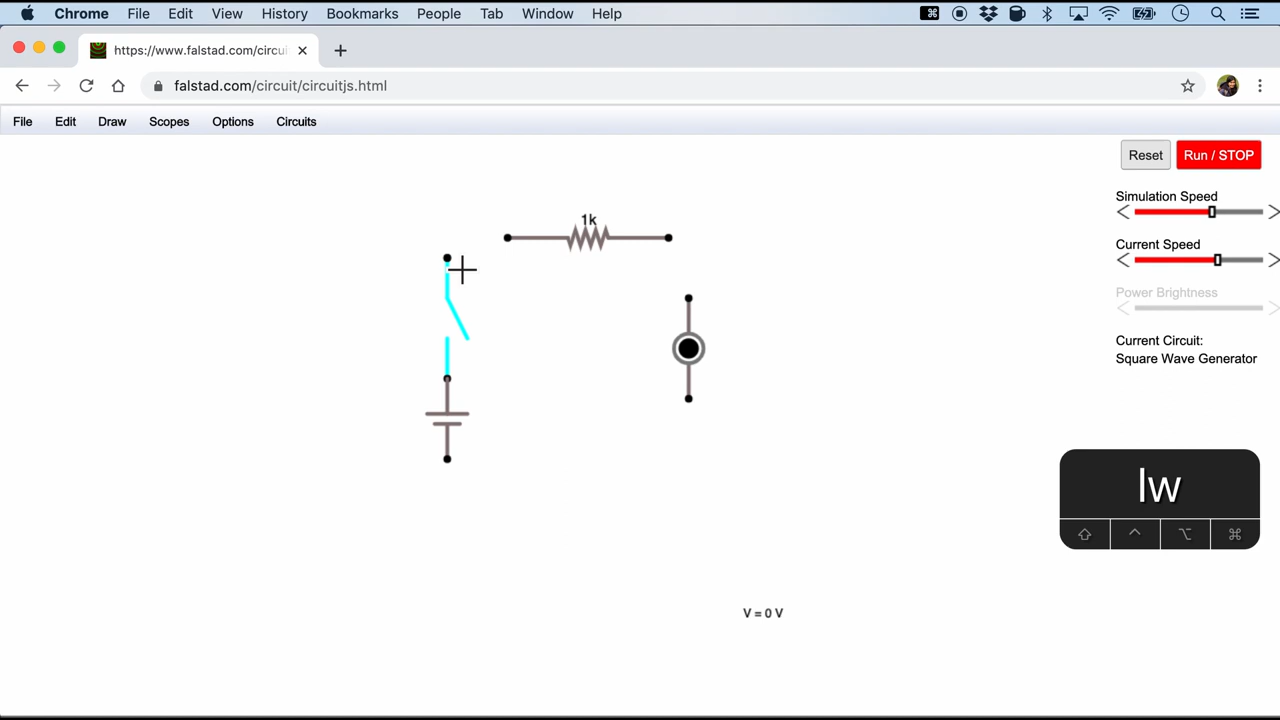 Chrome File Edit View History Bookmarks People Tab Window Help
https://www.falstad.com/circui
falstad.com/circuit/circuitjs.html
File Edit Draw Scopes Options Circuits
Reset Run / STOP
Simulation Speed
Current Speed
Power Brightness
Current Circuit:
Square Wave Generator
1k
lw
V = 0 V